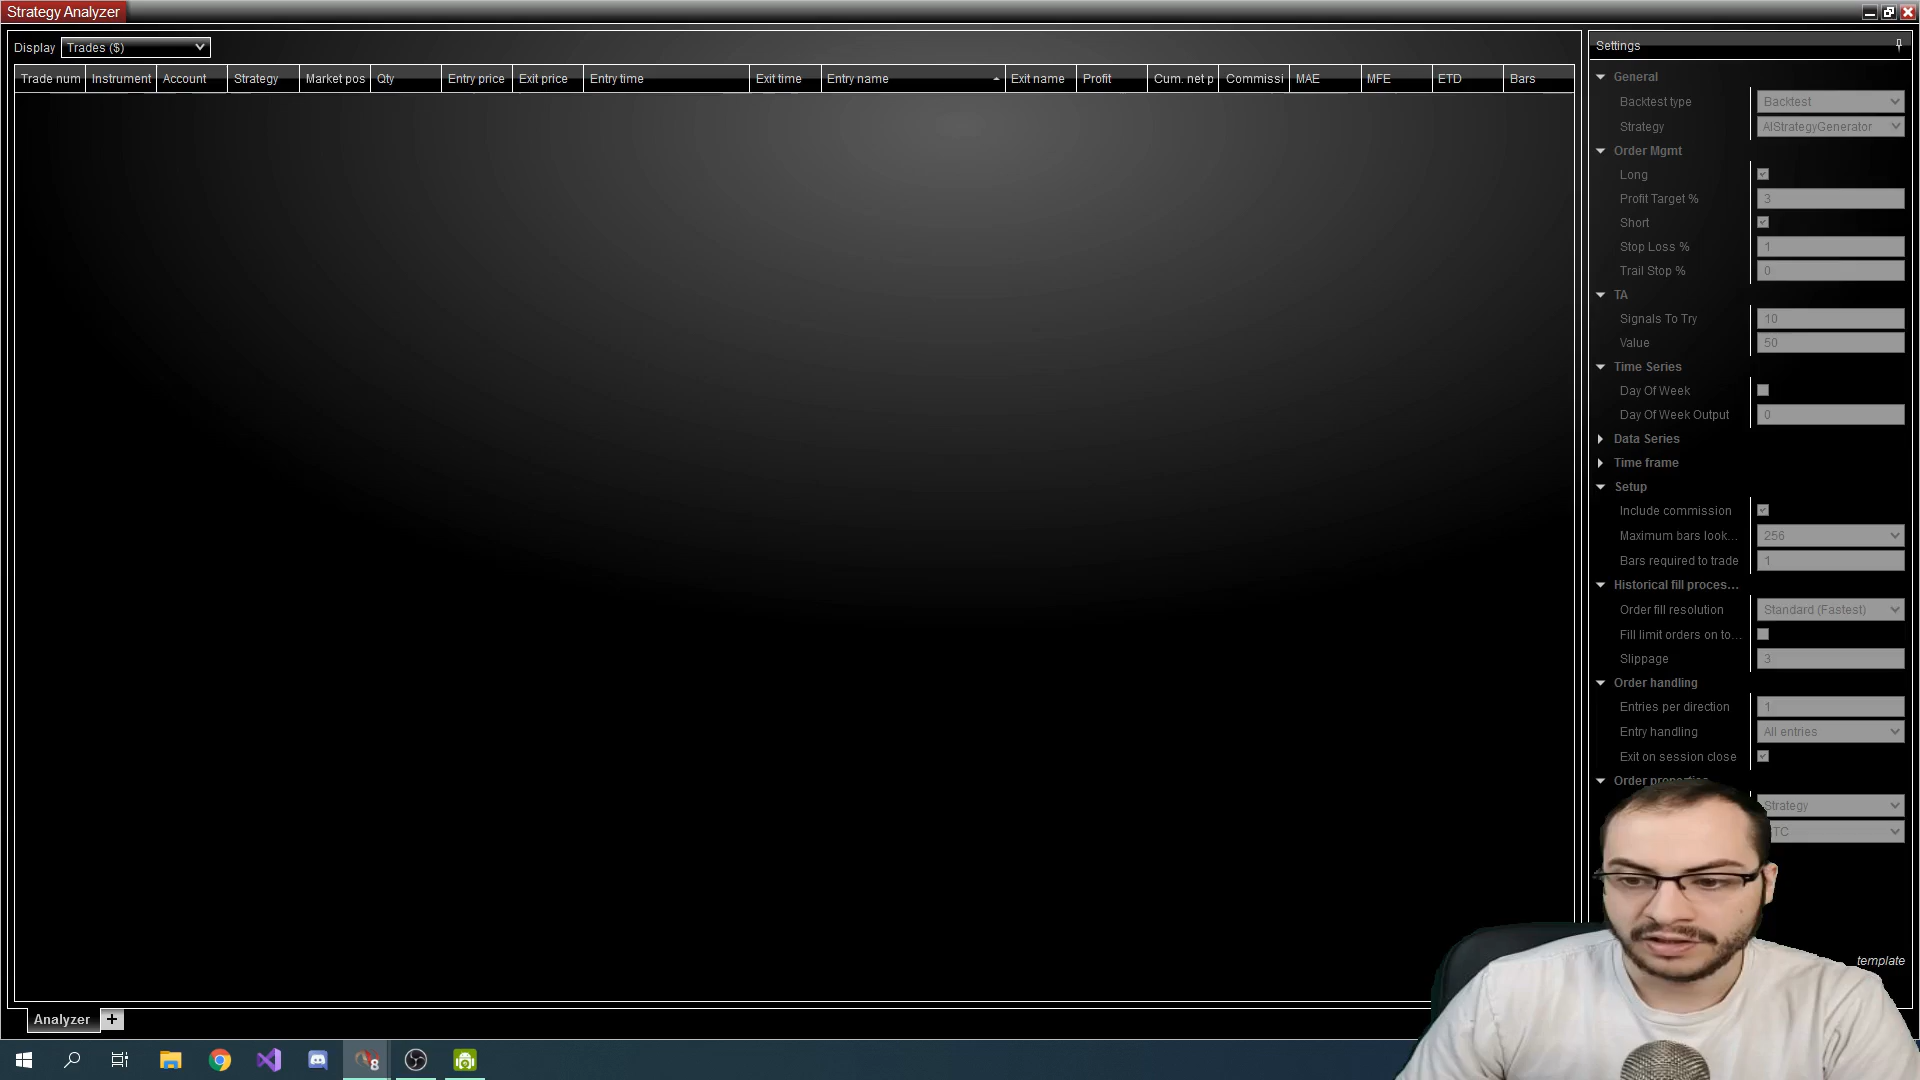 Strategy Analyzer
Display Trades ($)
Trade num Instrument Account Strategy Market pos Qty Entry price Exit price Entry time Exit time Entry name Exit name Profit Cum. net p Commissi MAE MFE ETD Bars
Settings
General
Backtest type Backtest
Strategy AIStrategyGenerator
Order Mgmt
Long
Profit Target % 3
Short
Stop Loss % 1
Trail Stop % 0
TA
Signals To Try 10
Value 50
Time Series
Day Of Week
Day Of Week Output 0
Data Series
Time frame
Setup
Include commission
Maximum bars look... 256
Bars required to trade 1
Historical fill proces...
Order fill resolution Standard (Fastest)
Fill limit orders on to...
Slippage 3
Order handling
Entries per direction 1
Entry handling All entries
Exit on session close
Order
Strategy
TC
template
Analyzer +
8